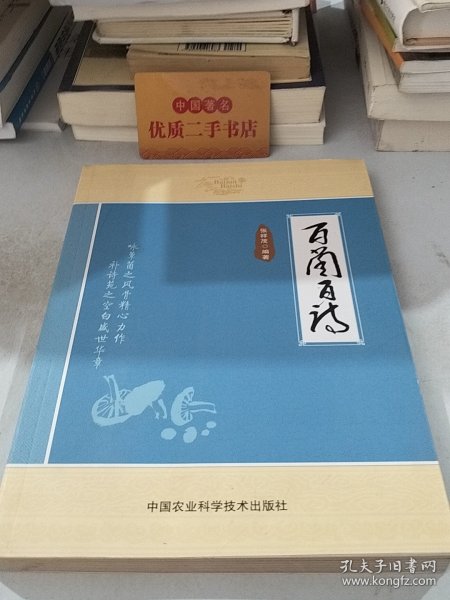 中国著名
优质二手书店
Baijun
Baishi
百菌百诗
张祥茂 编著
咏蕈菌之风骨精心力作
补诗苑之空白盛世华章
中国农业科学技术出版社
孔夫子旧书网
www.kongfz.com